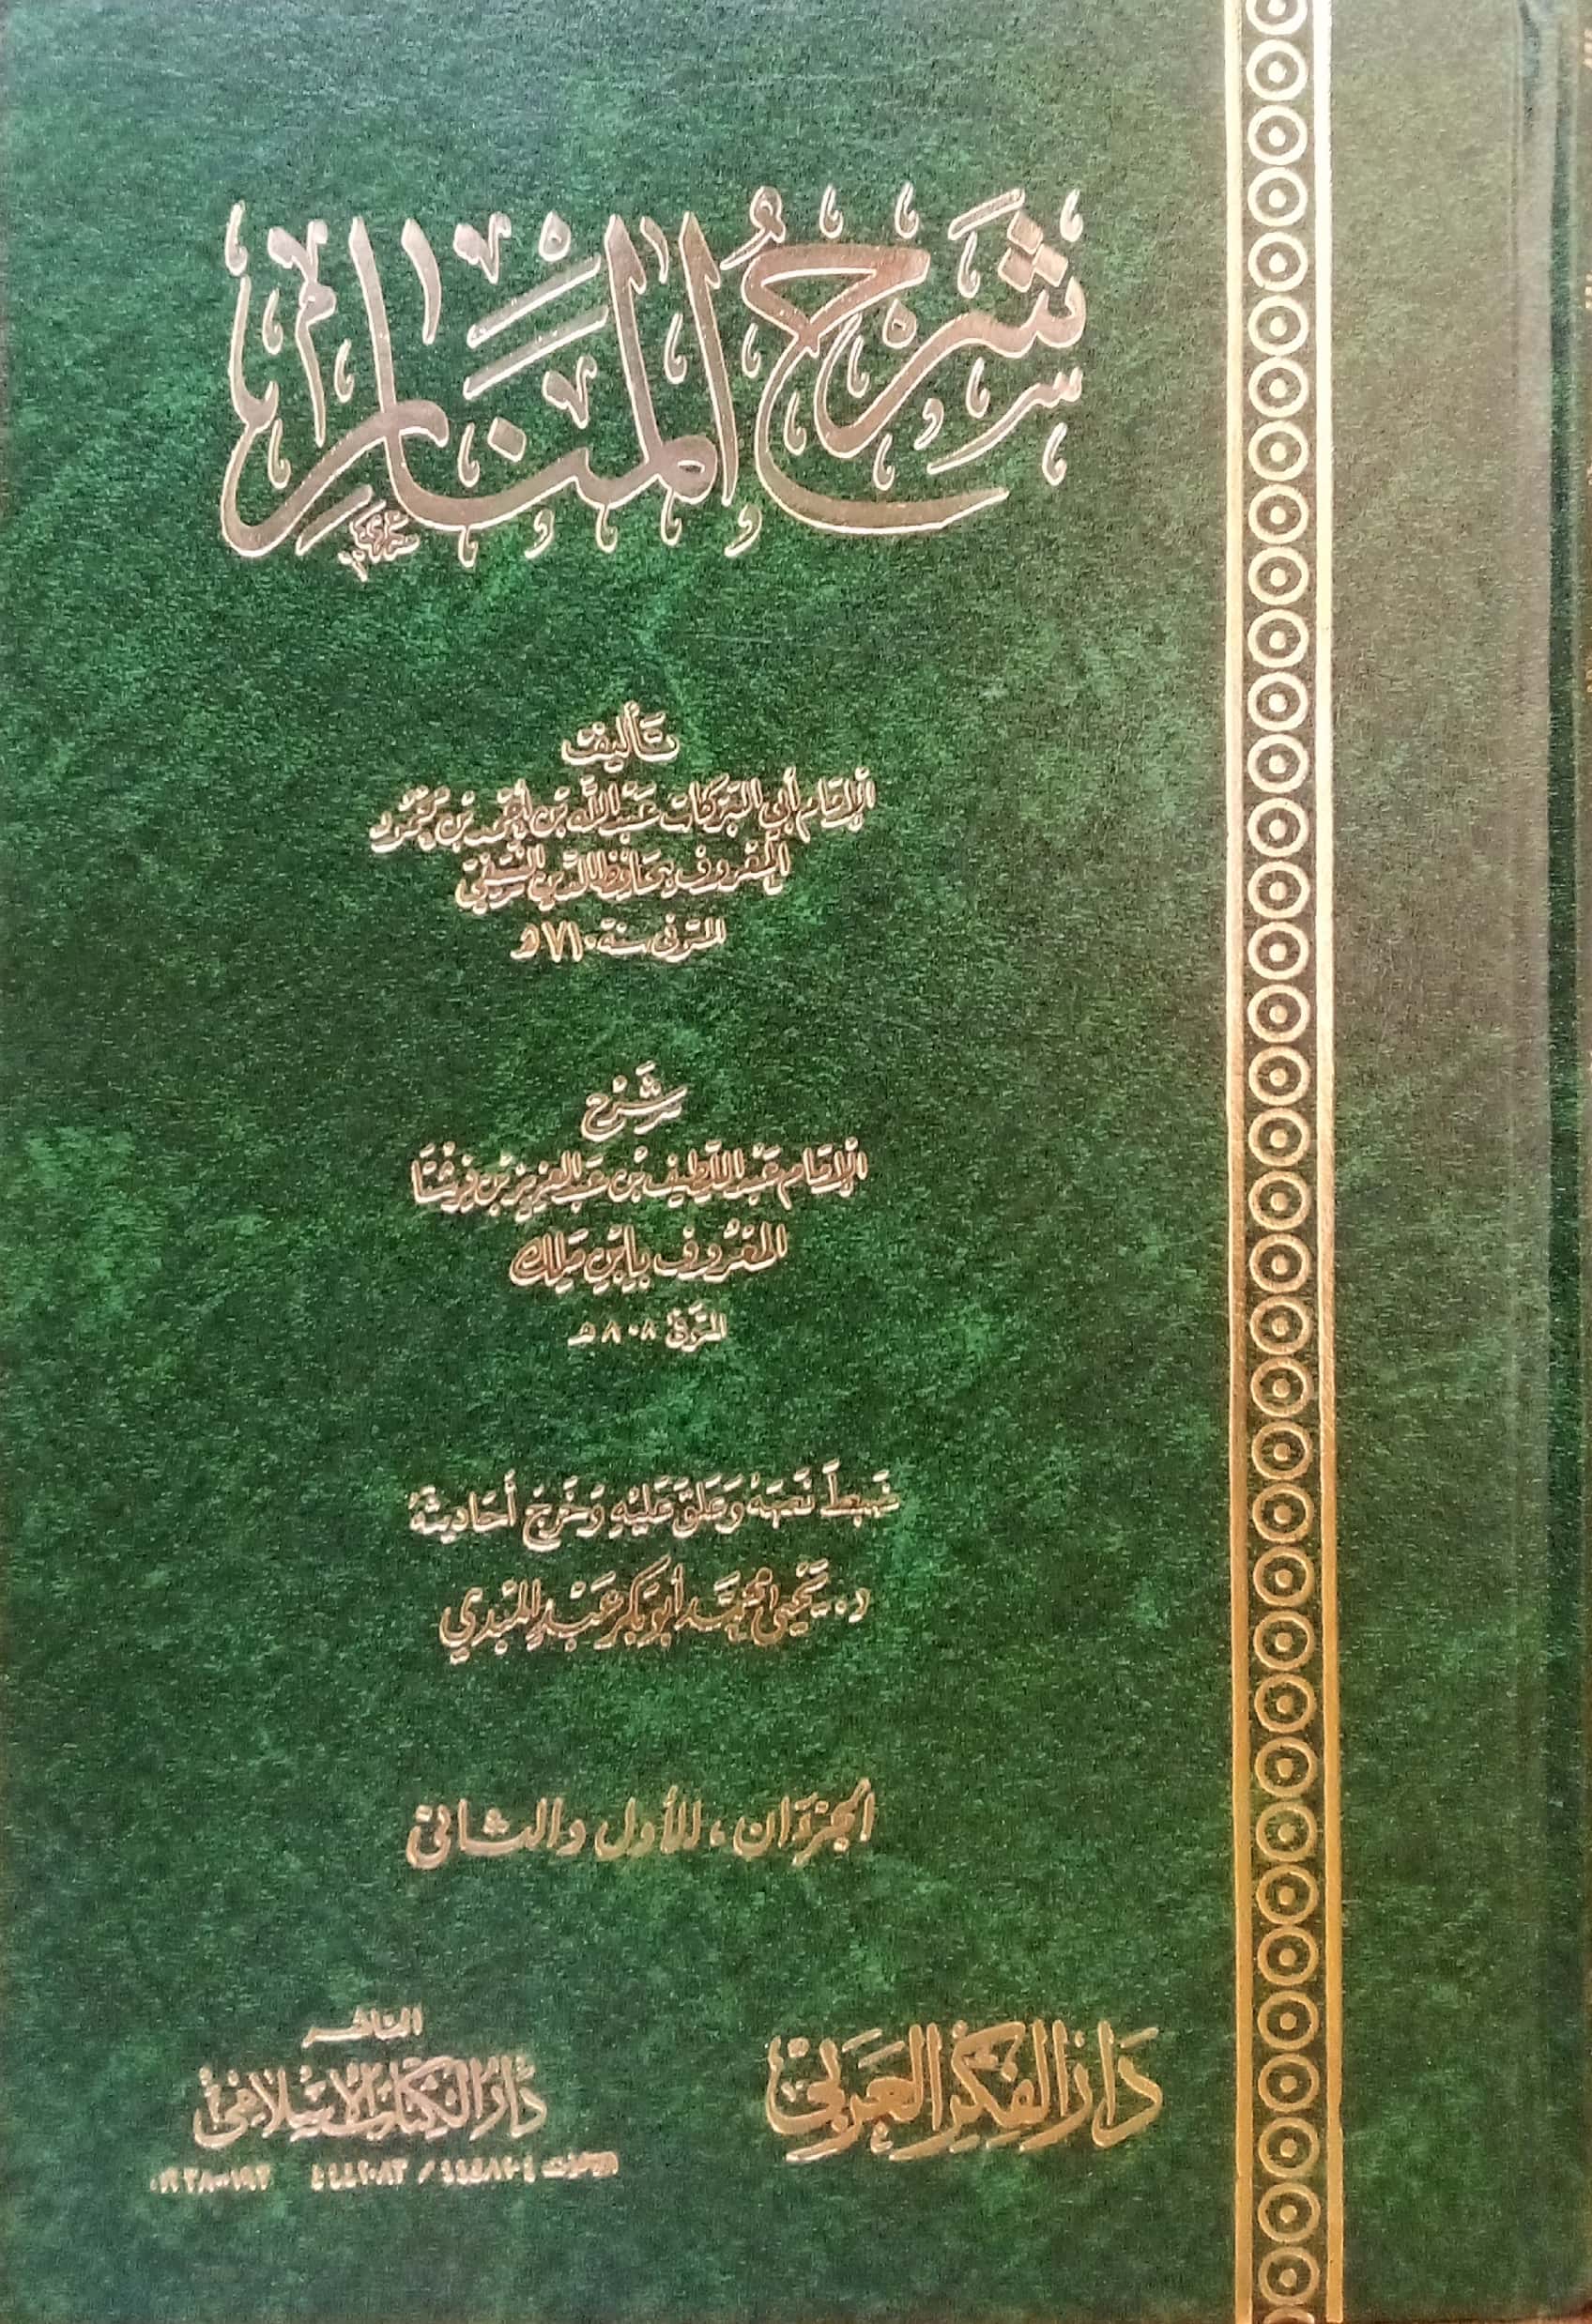 شرح المنار
تأليف
الإمام أبي البركات عبد الله بن أحمد بن محمود
المعروف بحافظ الدين النسفي
المتوفى سنة ٧١٠ هـ
شرح
الإمام عبد اللطيف بن عبد العزيز بن فرشتا
المعروف بابن ملك
المتوفى ٨٠٨ هـ
ضبط نصه وعلق عليه وخرج أحاديثه
د. يحيى محمد أبو بكر عبد المبدي
الجزءان، الأول والثاني
دار الفكر العربي
الناشر
دار الكتاب الإسلامي